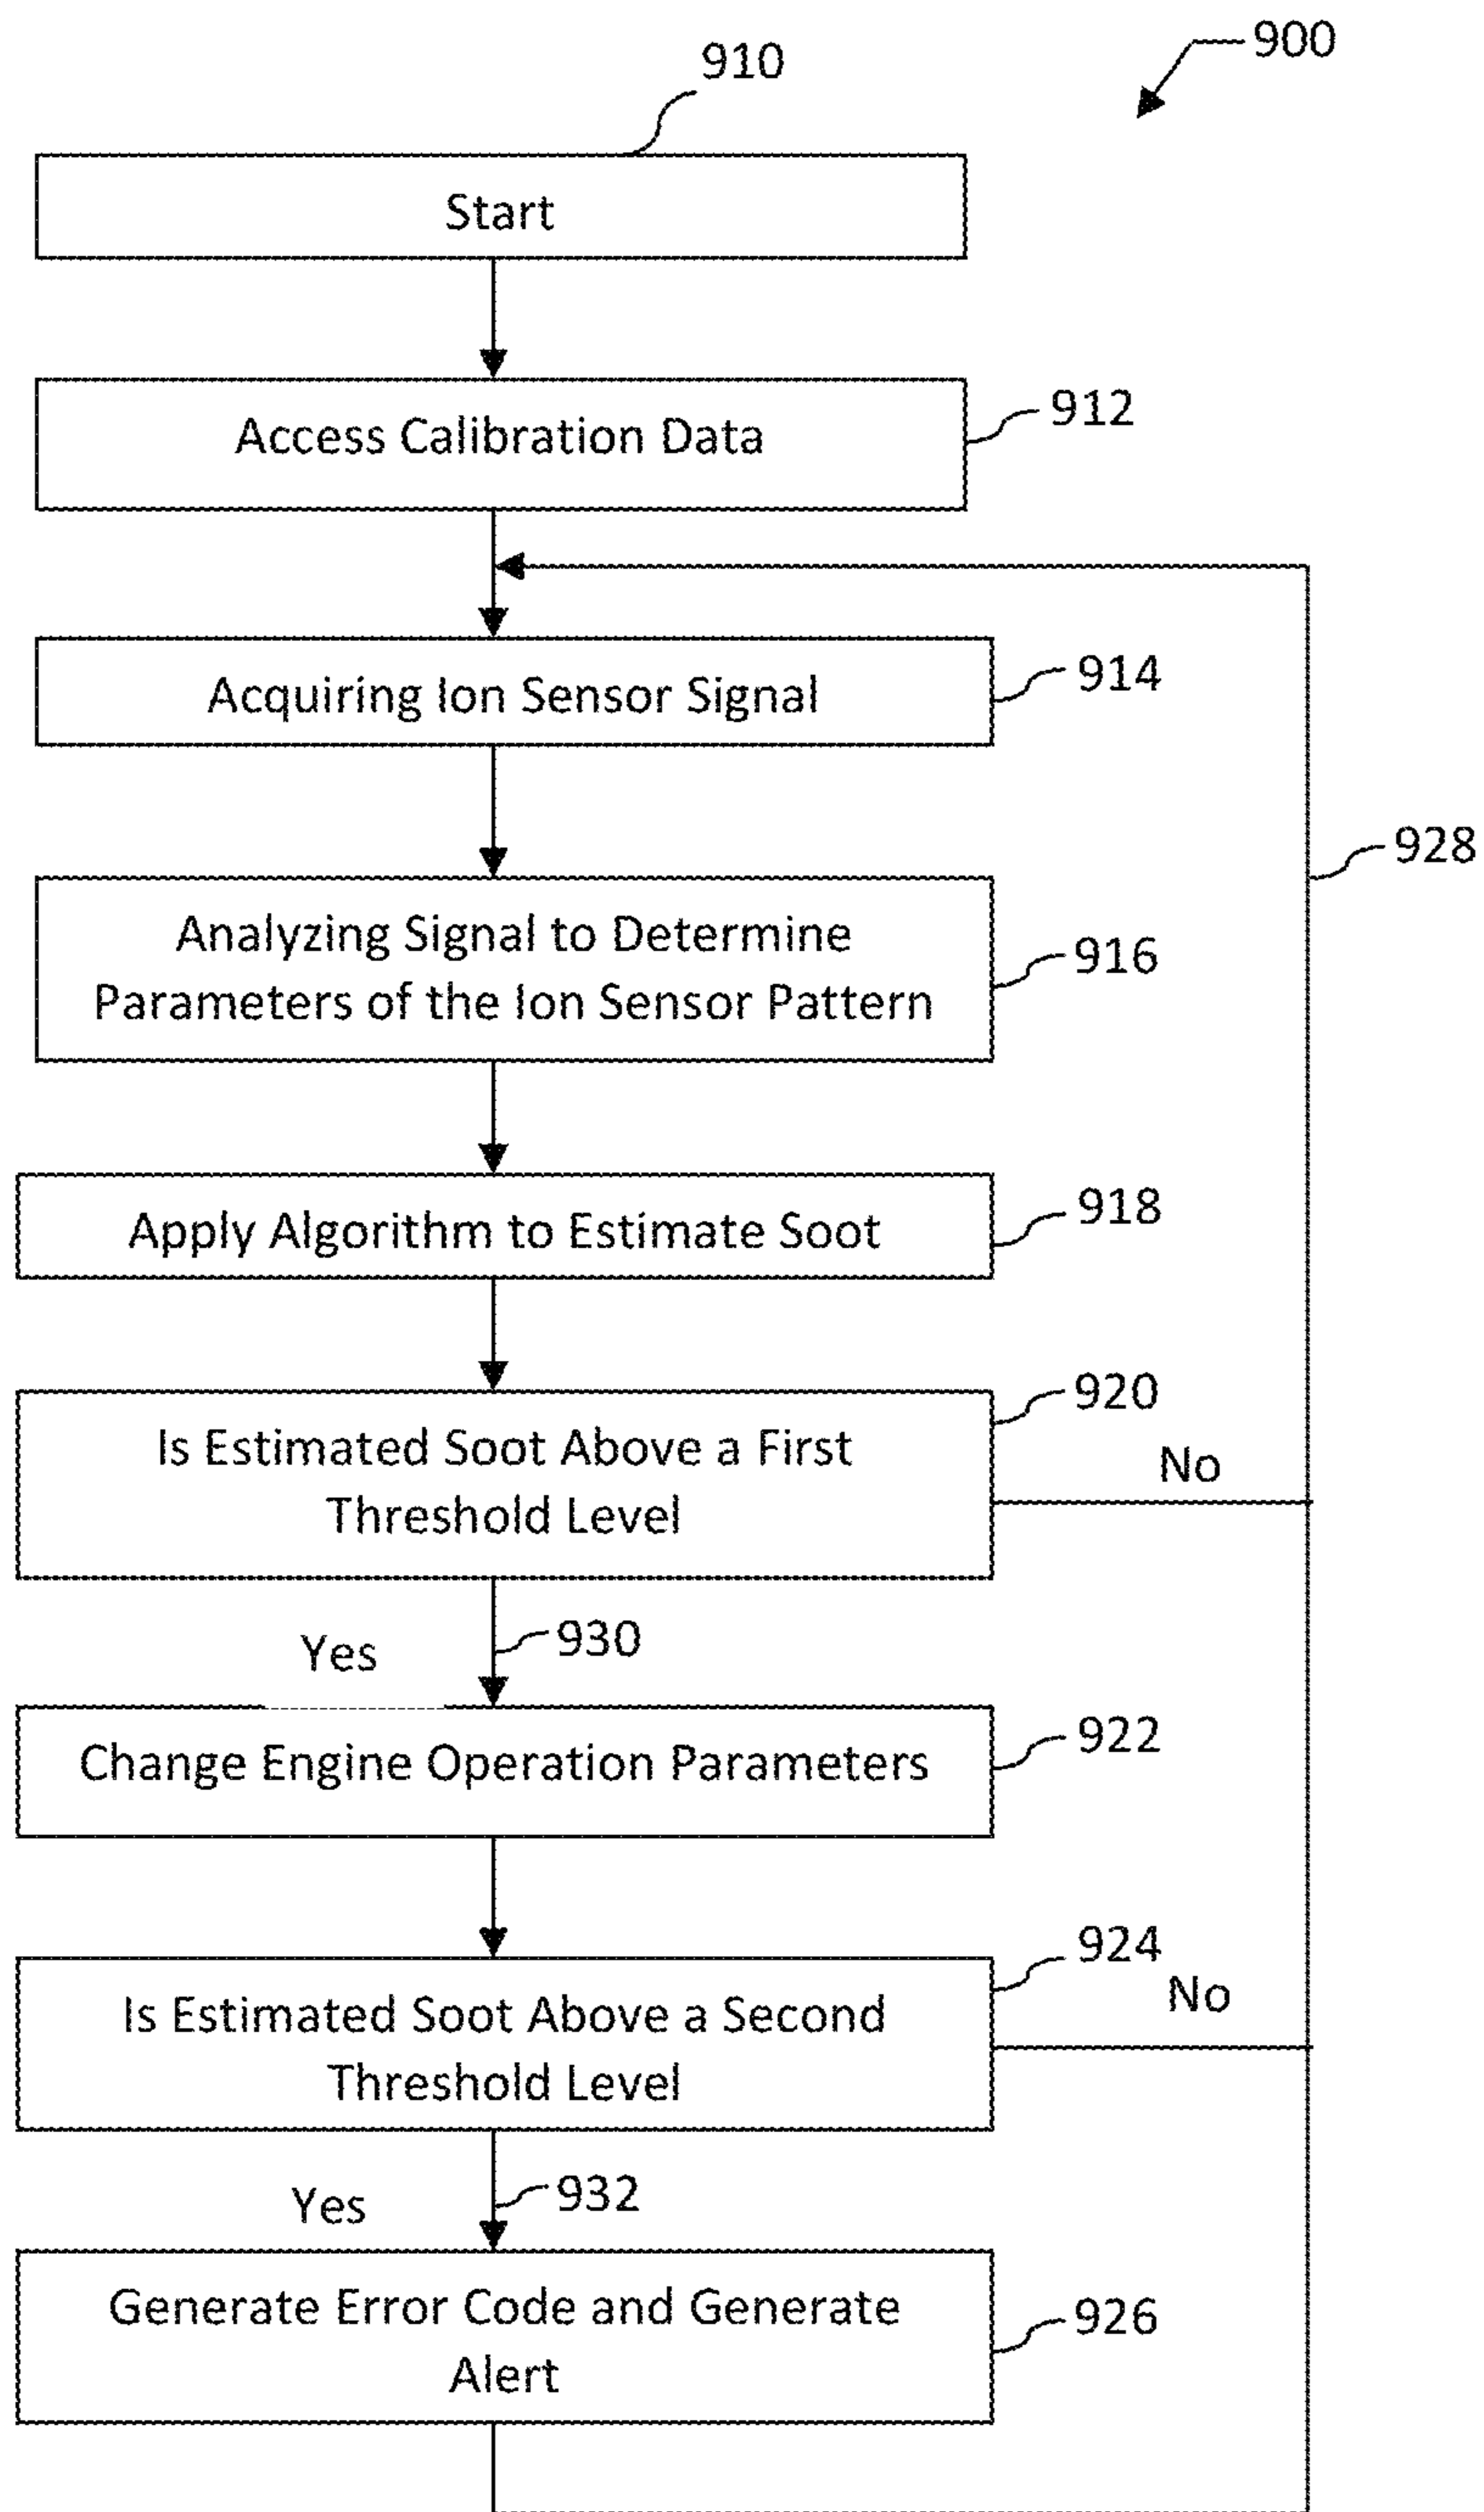 910
900
Start
Access Calibration Data
912
Acquiring Ion Sensor Signal
914
928
Analyzing Signal to Determine
Parameters of the Ion Sensor Pattern
916
Apply Algorithm to Estimate Soot
918
Is Estimated Soot Above a First
Threshold Level
920
No
Yes
930
Change Engine Operation Parameters
922
Is Estimated Soot Above a Second
Threshold Level
924
No
Yes
932
Generate Error Code and Generate
Alert
926